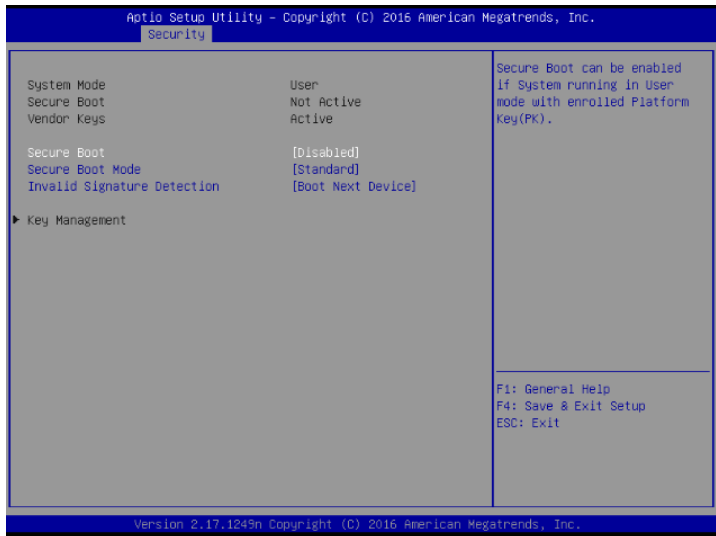 Aptio Setup Utility – Copyright (C) 2016 American Megatrends, Inc.
Security
System Mode User
Secure Boot Not Active
Vendor Keys Active
Secure Boot [Disabled]
Secure Boot Mode [Standard]
Invalid Signature Detection [Boot Next Device]
Key Management
Secure Boot can be enabled
if System running in User
mode with enrolled Platform
Key(PK).
F1: General Help
F4: Save & Exit Setup
ESC: Exit
Version 2.17.1249n Copyright (C) 2016 American Megatrends, Inc.